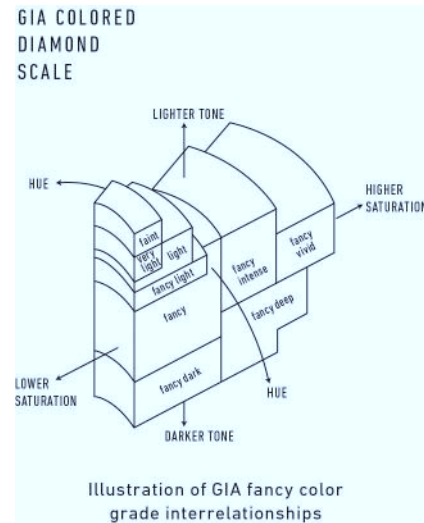 GIA COLORED
DIAMOND
SCALE
LIGHTER TONE
HUE
HIGHER
SATURATION
faint
very
light
light
fancy light
fancy
intense
fancy
vivid
fancy
fancy deep
fancy dark
LOWER
SATURATION
HUE
DARKER TONE
Illustration of GIA fancy color
grade interrelationships